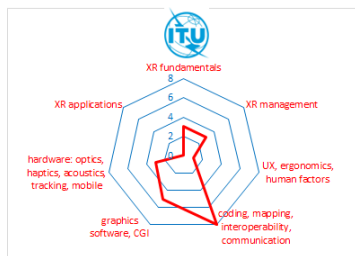 ITU
XR fundamentals
8
6
4
2
0
XR applications
XR management
hardware: optics,
haptics, acoustics,
tracking, mobile
UX, ergonomics,
human factors
graphics
software, CGI
coding, mapping,
interoperability,
communication